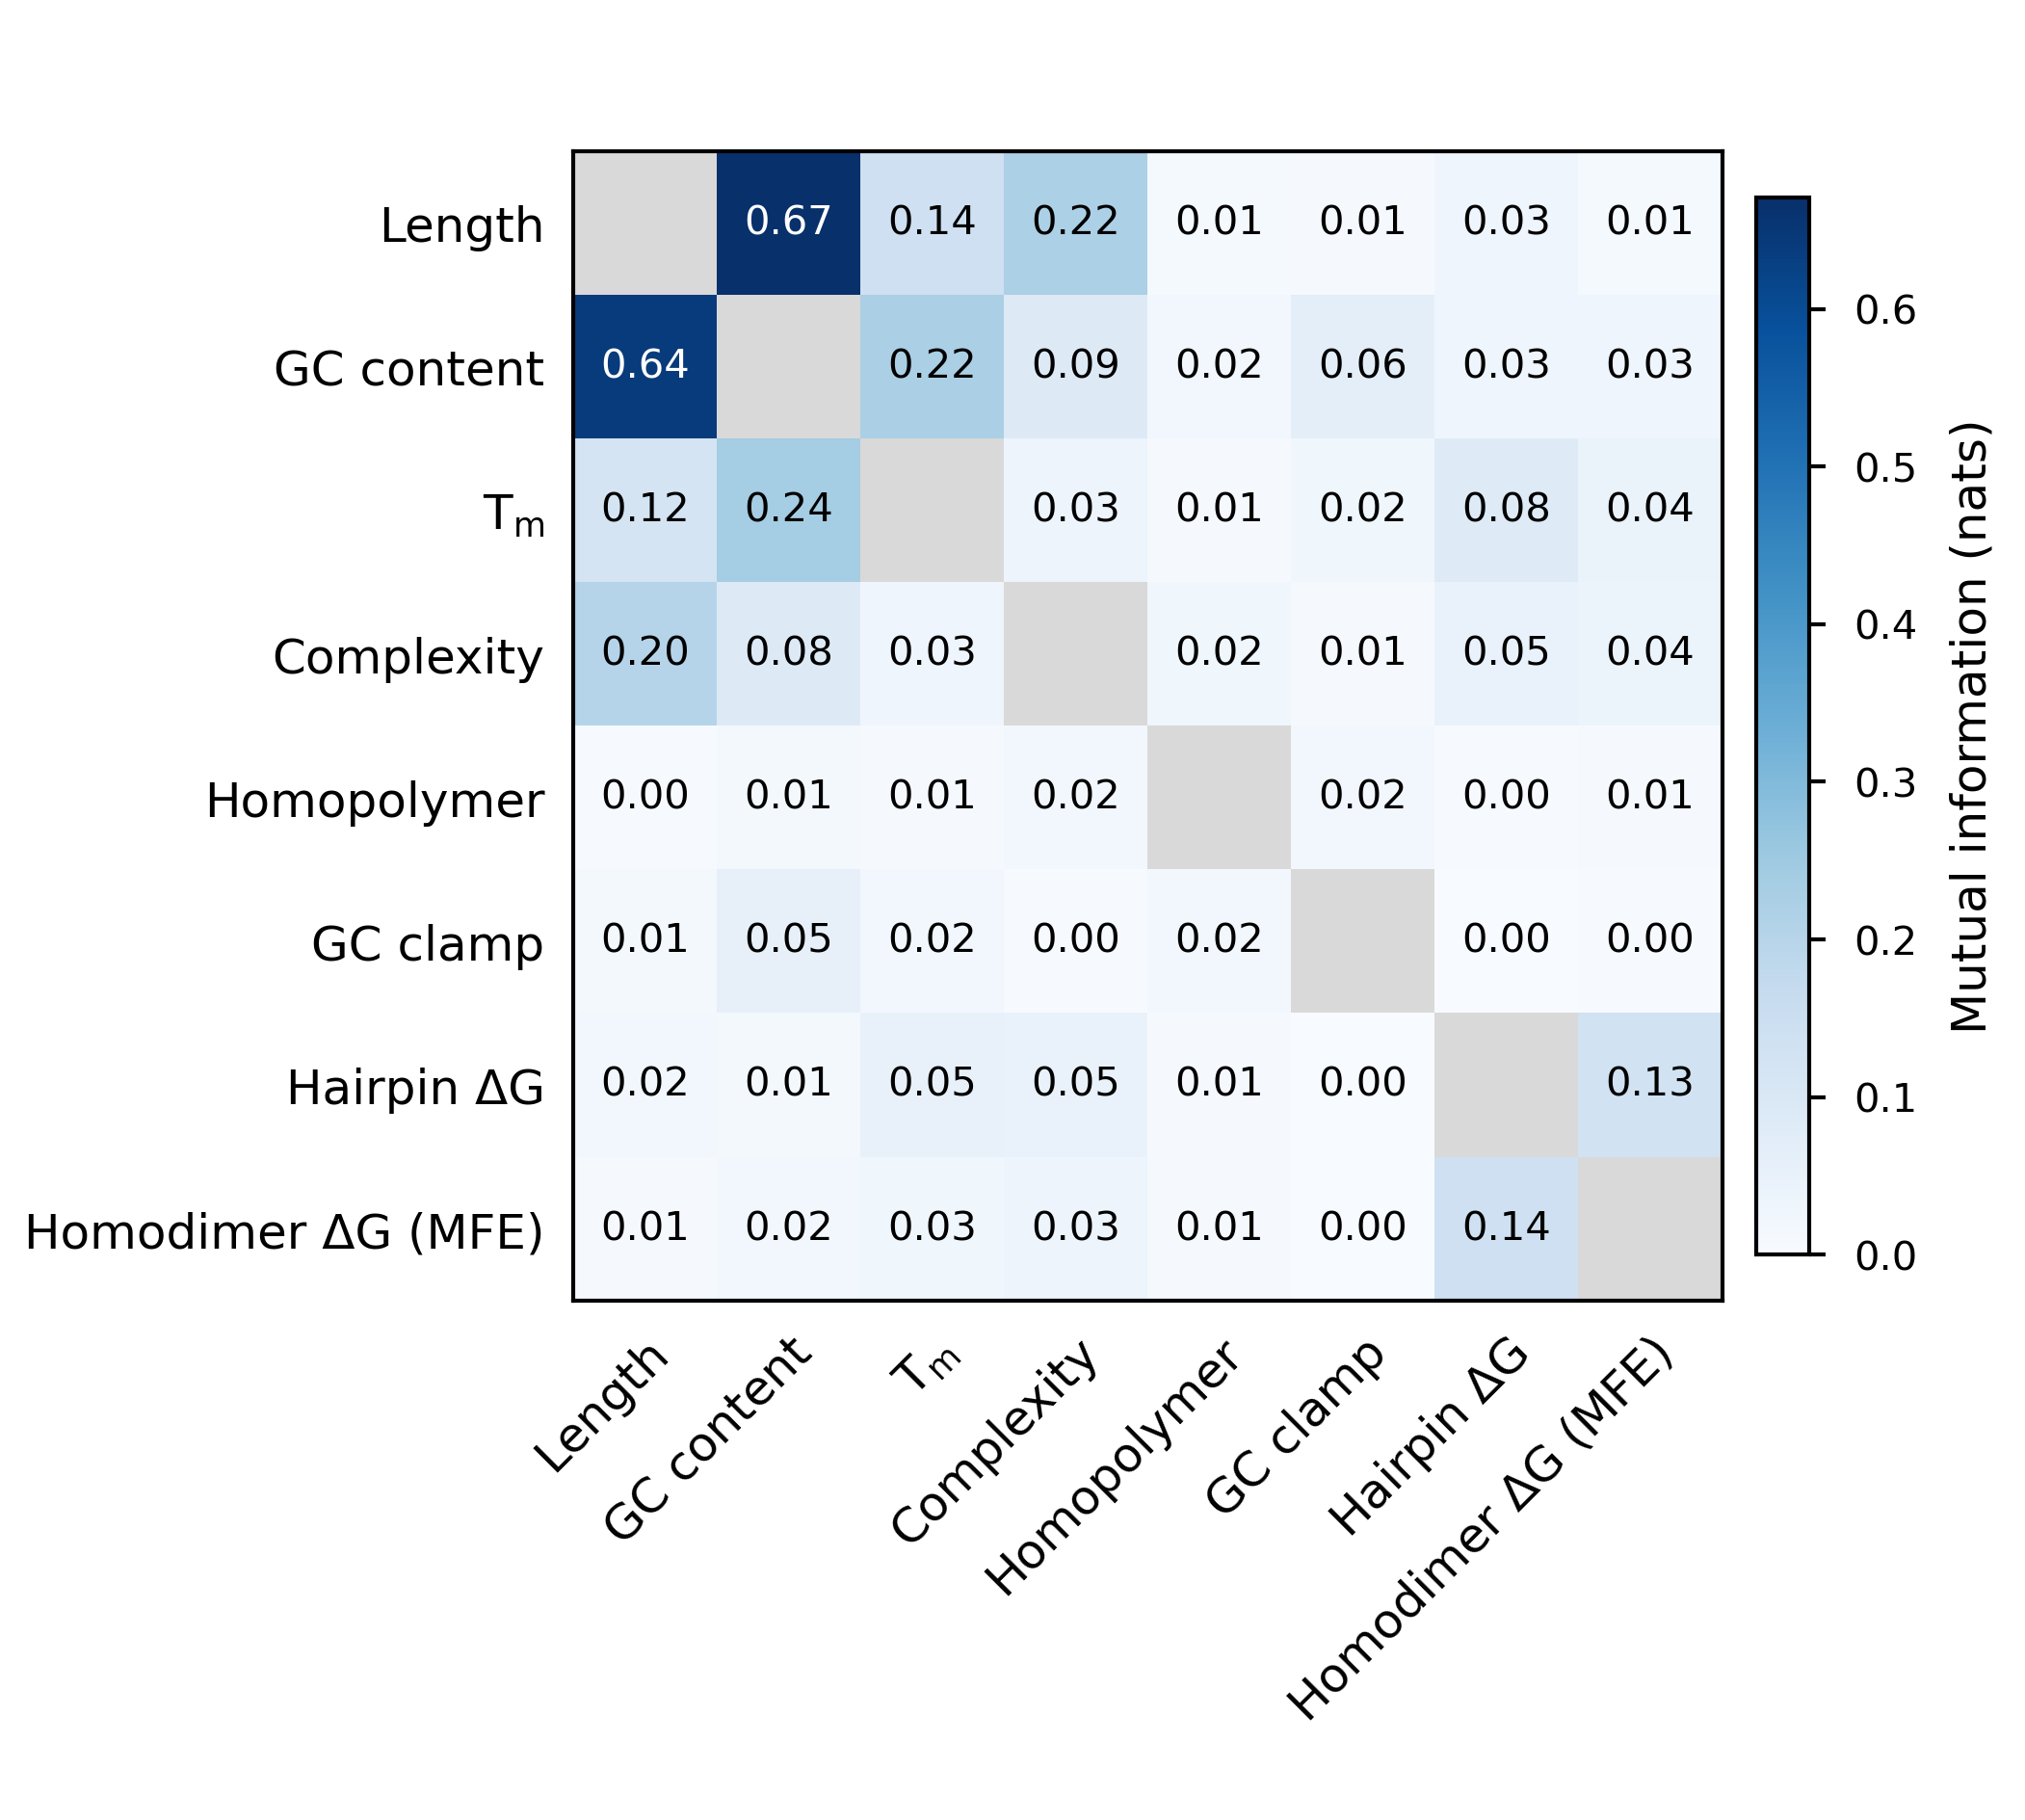 Length 0.67 0.14 0.22 0.01 0.01 0.03 0.01
GC content 0.64 0.22 0.09 0.02 0.06 0.03 0.03
Tm 0.12 0.24 0.03 0.01 0.02 0.08 0.04
Complexity 0.20 0.08 0.03 0.02 0.01 0.05 0.04
Homopolymer 0.00 0.01 0.01 0.02 0.02 0.00 0.01
GC clamp 0.01 0.05 0.02 0.00 0.02 0.00 0.00
Hairpin ΔG 0.02 0.01 0.05 0.05 0.01 0.00 0.13
Homodimer ΔG (MFE) 0.01 0.02 0.03 0.03 0.01 0.00 0.14
Length
GC content
Tm
Complexity
Homopolymer
GC clamp
Hairpin ΔG
Homodimer ΔG (MFE)
0.6
0.5
0.4
0.3
0.2
0.1
0.0
Mutual information (nats)